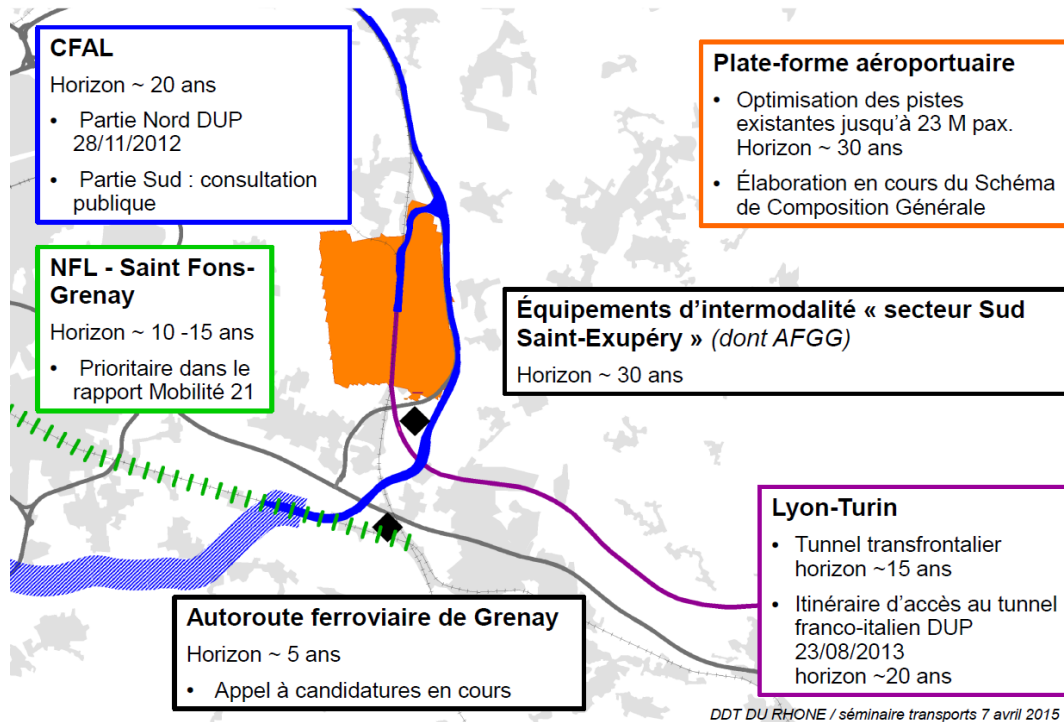 CFAL
Horizon ~ 20 ans
• Partie Nord DUP
28/11/2012
• Partie Sud : consultation
publique
Plate-forme aéroportuaire
• Optimisation des pistes
existantes jusqu'à 23 M pax.
Horizon ~ 30 ans
• Élaboration en cours du Schéma
de Composition Générale
NFL - Saint Fons-
Grenay
Horizon ~ 10 -15 ans
• Prioritaire dans le
rapport Mobilité 21
Équipements d'intermodalité « secteur Sud
Saint-Exupéry » (dont AFGG)
Horizon ~ 30 ans
Lyon-Turin
• Tunnel transfrontalier
horizon ~15 ans
• Itinéraire d'accès au tunnel
franco-italien DUP
23/08/2013
horizon ~20 ans
Autoroute ferroviaire de Grenay
Horizon ~ 5 ans
• Appel à candidatures en cours
DDT DU RHONE / séminaire transports 7 avril 2015